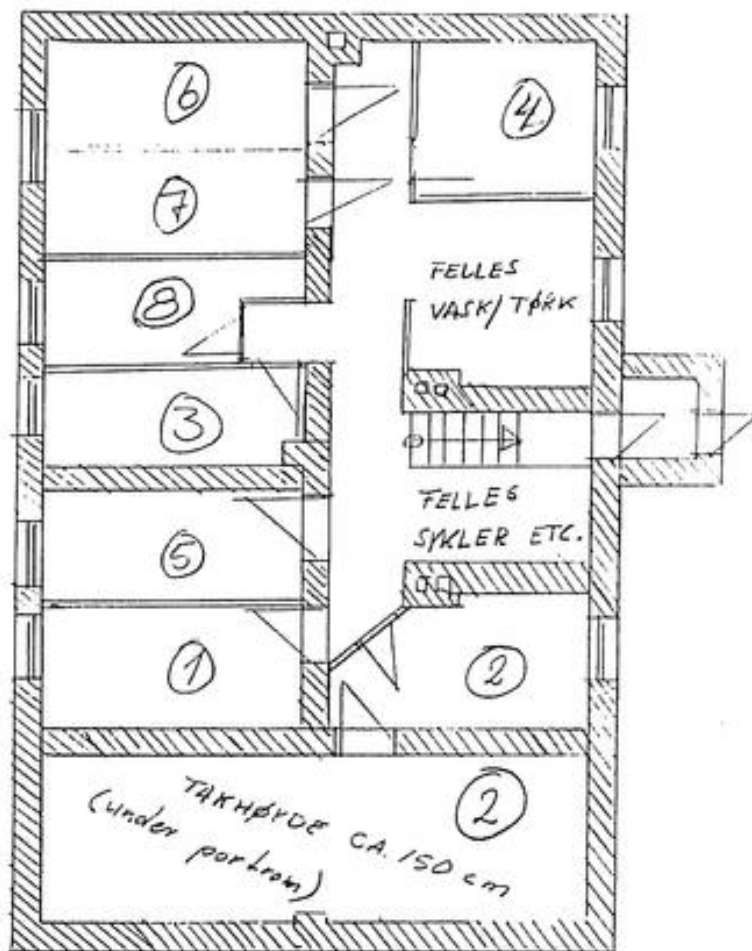 6
4
7
FELLES
VASK/TØRK
8
3
FELLES
SYKLER ETC.
5
1
2
TAKHØYDE CA. 150 cm
(under portrom)
2